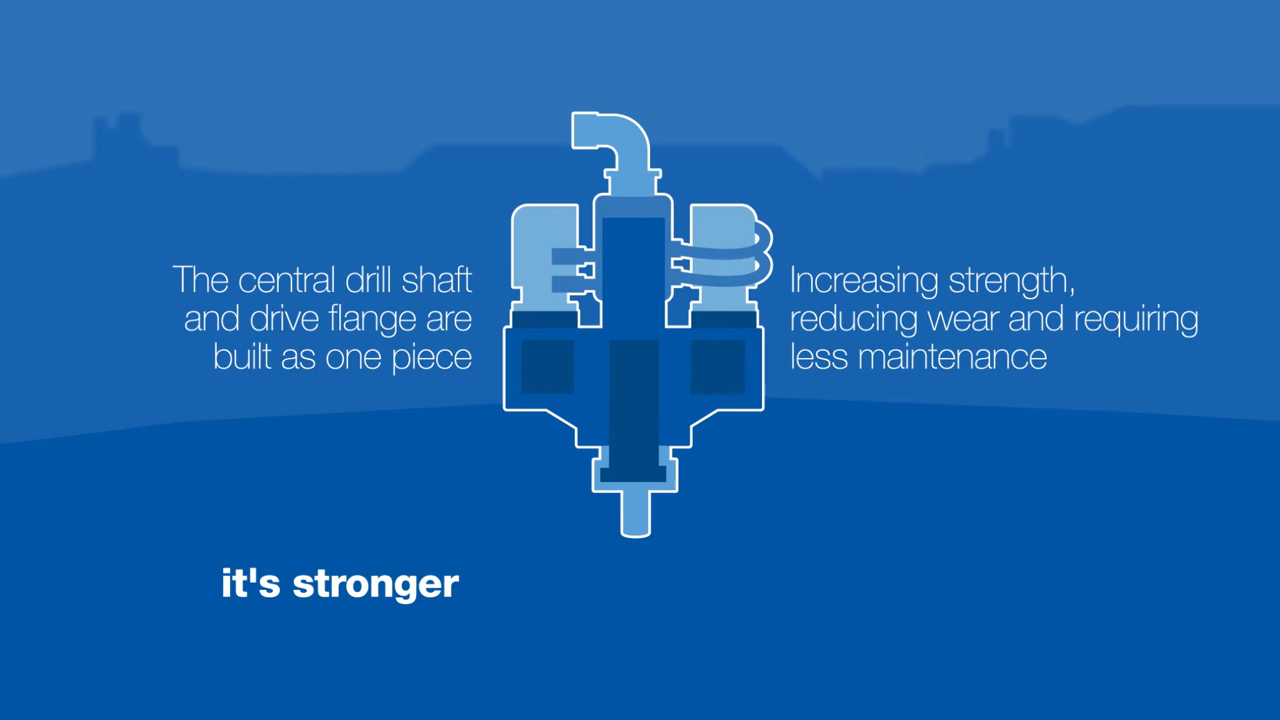 The central drill shaft
and drive flange are
built as one piece
Increasing strength,
reducing wear and requiring
less maintenance
it's stronger